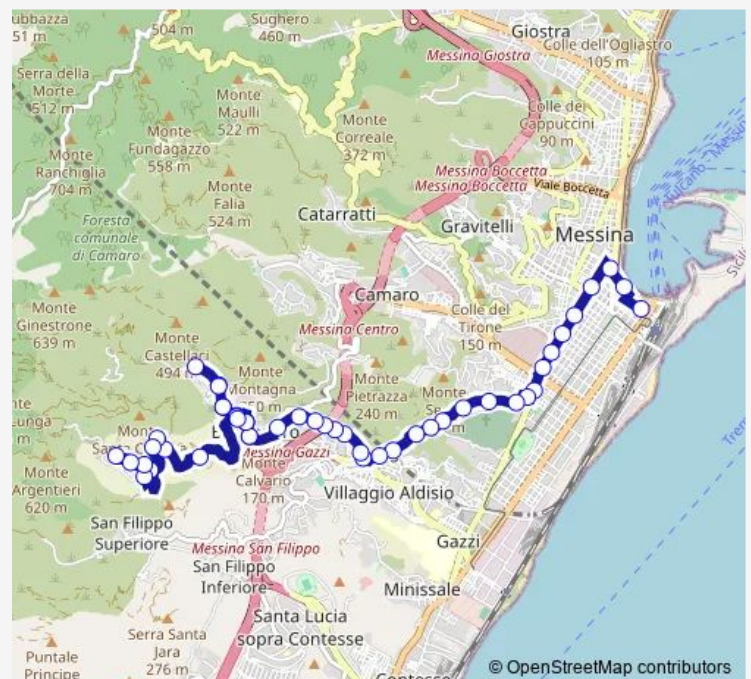 504 m
Sughero
460 m
Giostra
Colle dell'Ogliastro
105 m
Messina Giostra
Serra della
Morte
512 m
Monte
Maulli
522 m
Monte
Fundagazzo
558 m
Monte
Correale
372 m
Colle dei
Cappuccini
90 m
Monte
Ranchiglia
704 m
Monte
Falia
524 m
Messina Boccetta
Messina Boccetta
Viale Boccetta
Catarratti
Gravitelli
Messina
Foresta
comunale
di Camaro
Camaro
Monte
Ginestrone
639 m
Messina Centro
Colle del
Tirone
150 m
Monte
Castellaci
494 m
Monte
Montagna
Monte
Pietrazza
240 m
Monte
Messina Gazzi
Monte
Calvario
170 m
Monte
Argentieri
620 m
Villaggio Aldisio
San Filippo
Superiore
Gazzi
Messina San Filippo
San Filippo
Inferiore
Minissale
Santa Lucia
sopra Contesse
Serra Santa
Jara
276 m
Puntale
Principe
© OpenStreetMap contributors